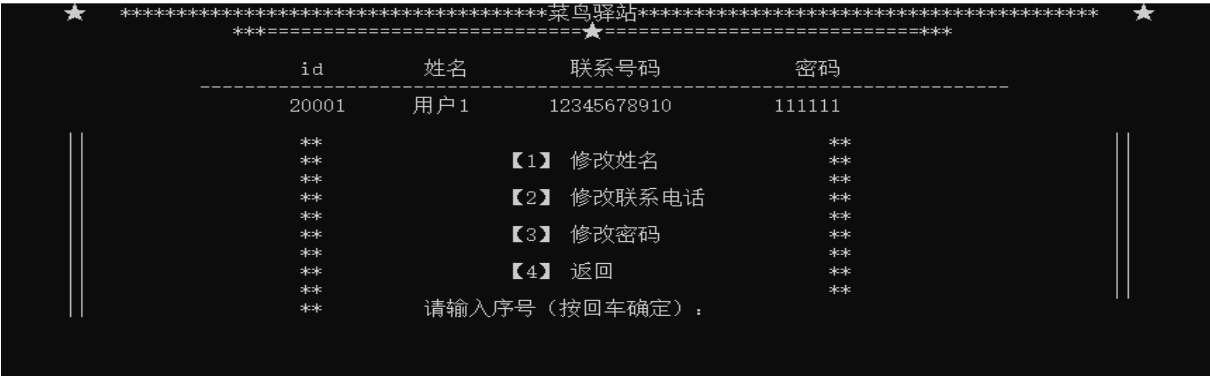 ★ **************************************菜鸟驿站***************************************** ★
***============================★============================***
id 姓名 联系号码 密码
------------------------------------------------------------------------
20001 用户1 12345678910 111111
|| ** ** ||
|| ** 【1】 修改姓名 ** ||
|| ** ** ||
|| ** 【2】 修改联系电话 ** ||
|| ** ** ||
|| ** 【3】 修改密码 ** ||
|| ** ** ||
|| ** 【4】 返回 ** ||
|| ** ** ||
|| ** 请输入序号（按回车确定）：